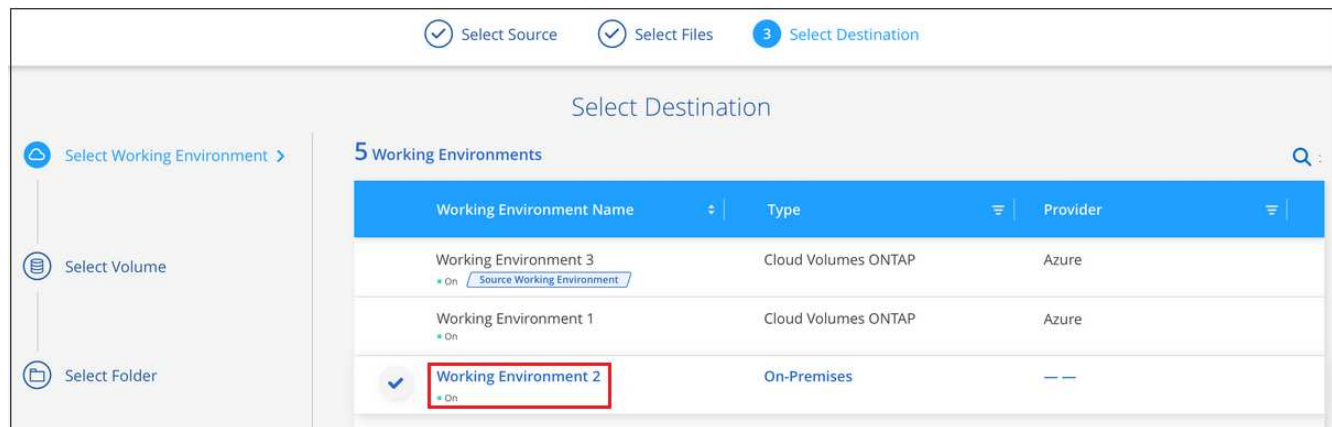 Select Source Select Files 3 Select Destination
Select Destination
Select Working Environment >
5 Working Environments
Working Environment Name Type Provider
Working Environment 3 Cloud Volumes ONTAP Azure
On Source Working Environment
Select Volume
Working Environment 1 Cloud Volumes ONTAP Azure
On
Select Folder
Working Environment 2 On-Premises — —
On